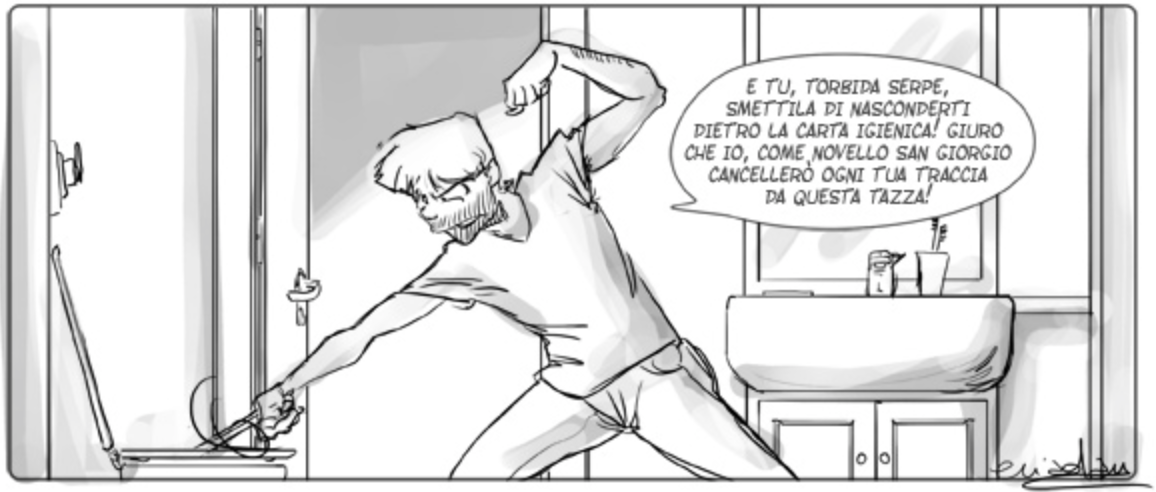 E TU, TORBIDA SERPE,
SMETTILA DI NASCONDERTI
DIETRO LA CARTA IGIENICA! GIURO
CHE IO, COME NOVELLO SAN GIORGIO
CANCELLERÒ OGNI TUA TRACCIA
DA QUESTA TAZZA!